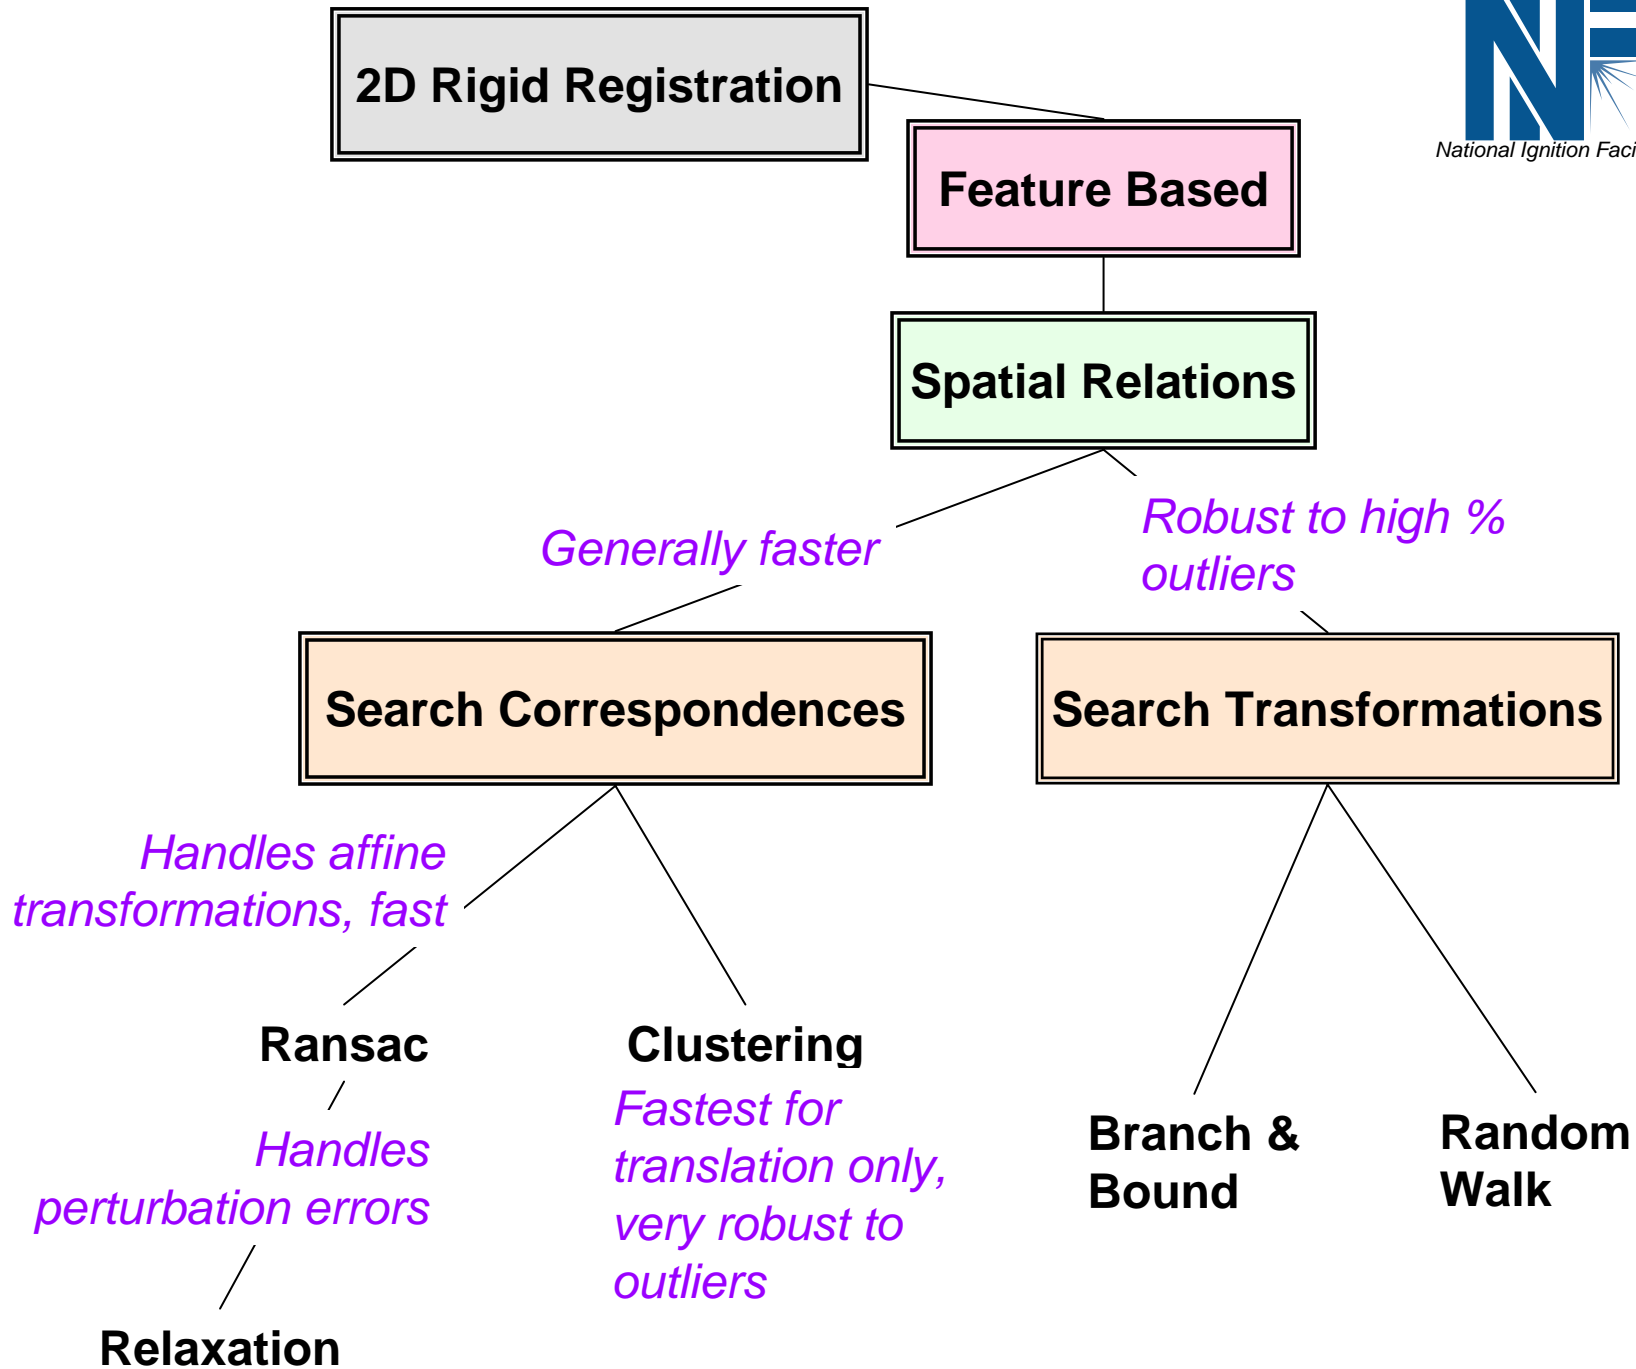 2D Rigid Registration
National Ignition Faci
Feature Based
Spatial Relations
Generally faster
Robust to high %
outliers
Search Correspondences
Search Transformations
Handles affine
transformations, fast
Ransac
Clustering
Handles
perturbation errors
Fastest for
translation only,
very robust to
outliers
Branch &
Bound
Random
Walk
Relaxation